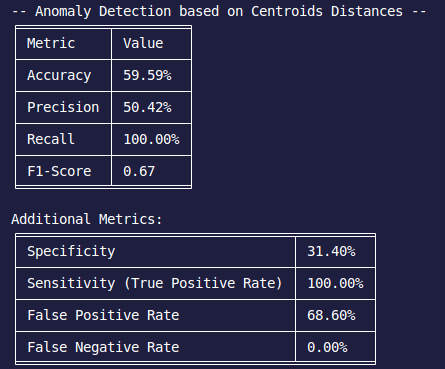 -- Anomaly Detection based on Centroids Distances --
Metric Value
Accuracy 59.59%
Precision 50.42%
Recall 100.00%
F1-Score 0.67
Additional Metrics:
Specificity 31.40%
Sensitivity (True Positive Rate) 100.00%
False Positive Rate 68.60%
False Negative Rate 0.00%